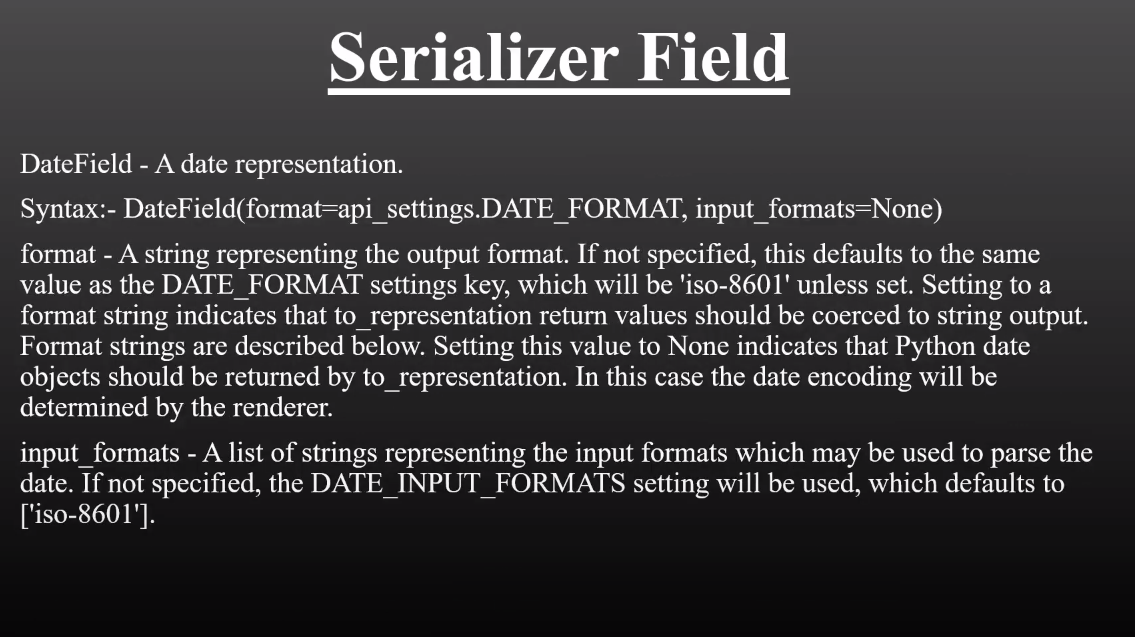 Serializer Field
DateField - A date representation.
Syntax:- DateField(format=api_settings.DATE_FORMAT, input_formats=None)
format - A string representing the output format. If not specified, this defaults to the same
value as the DATE_FORMAT settings key, which will be 'iso-8601' unless set. Setting to a
format string indicates that to_representation return values should be coerced to string output.
Format strings are described below. Setting this value to None indicates that Python date
objects should be returned by to_representation. In this case the date encoding will be
determined by the renderer.
input_formats - A list of strings representing the input formats which may be used to parse the
date. If not specified, the DATE_INPUT_FORMATS setting will be used, which defaults to
['iso-8601'].